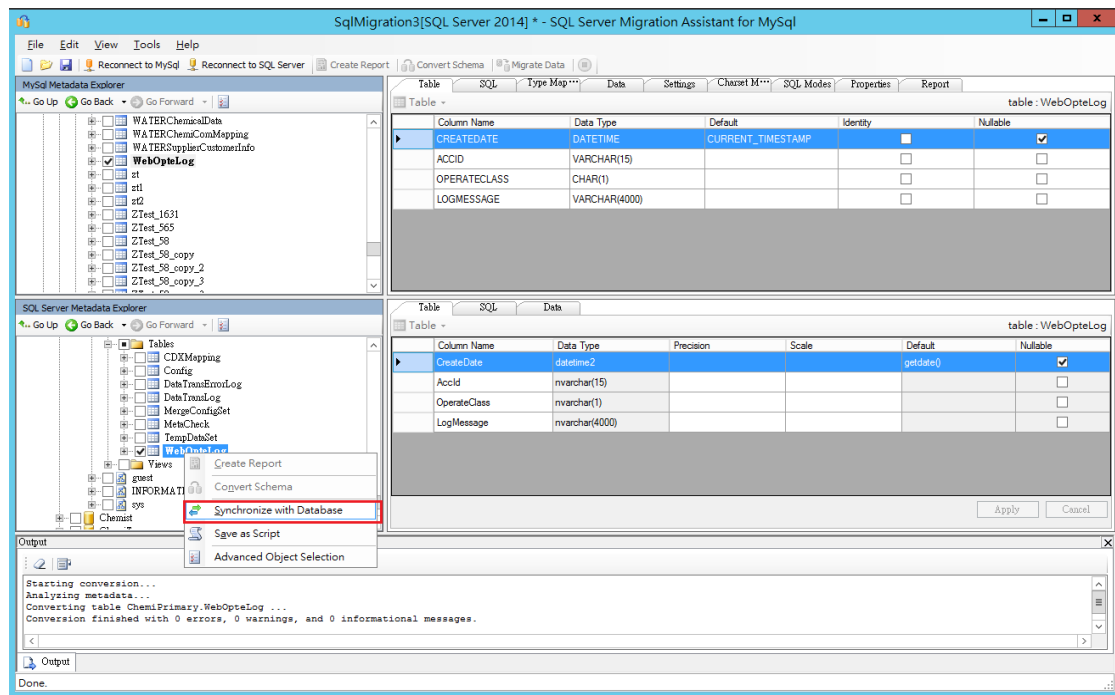 SqlMigration3[SQL Server 2014] * - SQL Server Migration Assistant for MySql
File Edit View Tools Help
Reconnect to MySql Reconnect to SQL Server Create Report Convert Schema Migrate Data
MySql Metadata Explorer
Go Up Go Back Go Forward
WATERChemicalData
WATERChemiComMapping
WATERSupplierCustomerInfo
WebOpteLog
zt
zt1
zt2
ZTest_1631
ZTest_565
ZTest_58
ZTest_58_copy
ZTest_58_copy_2
ZTest_58_copy_3
Table SQL Type Map... Data Settings Charset M... SQL Modes Properties Report
Table table : WebOpteLog
Column Name Data Type Default Identity Nullable
CREATEDATE DATETIME CURRENT_TIMESTAMP
ACCID VARCHAR(15)
OPERATECLASS CHAR(1)
LOGMESSAGE VARCHAR(4000)
SQL Server Metadata Explorer
Go Up Go Back Go Forward
Tables
CDXMapping
Config
DataTransErrorLog
DataTransLog
MergeConfigSet
MetaCheck
TempDataSet
WebOpteLog
Views
guest
INFORMATI
sys
Chemist
Create Report
Convert Schema
Synchronize with Database
Save as Script
Advanced Object Selection
Table SQL Data
Table table : WebOpteLog
Column Name Data Type Precision Scale Default Nullable
CreateDate datetime2 getdate()
AccId nvarchar(15)
OperateClass nvarchar(1)
LogMessage nvarchar(4000)
Apply Cancel
Output
Starting conversion...
Analyzing metadata...
Converting table ChemiPrimary.WebOpteLog ...
Conversion finished with 0 errors, 0 warnings, and 0 informational messages.
Output
Done.